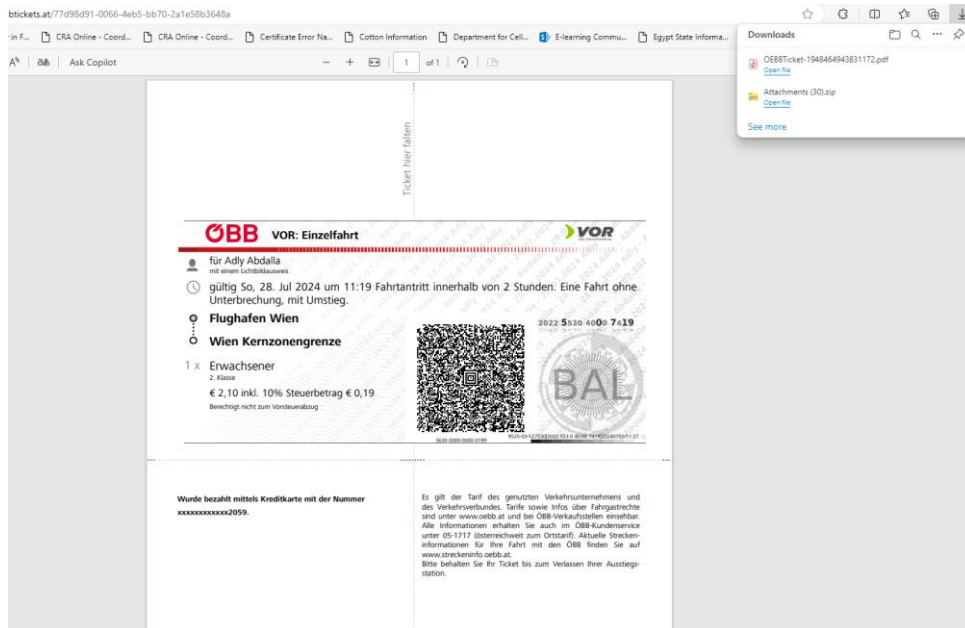 btickets.at/77d98d91-0066-4eb5-bb70-2a1e58b3648a
in F...
CRA Online - Coord...
CRA Online - Coord...
Certificate Error Na...
Cotton Information
Department for Cell...
E-learning Commu...
Egypt State Informa...
Ask Copilot
1 of 1
Downloads
OEBBTicket-1948464943831172.pdf
Open file
Attachments (30).zip
Open file
See more
Ticket hier falten
ÖBB VOR: Einzelfahrt
VOR
für Adly Abdalla
mit einem Lichtbildausweis
gültig So, 28. Jul 2024 um 11:19 Fahrtantritt innerhalb von 2 Stunden. Eine Fahrt ohne
Unterbrechung, mit Umstieg.
Flughafen Wien
Wien Kernzonengrenze
2022 5530 4000 7419
1 x Erwachsener
2. Klasse
€ 2,10 inkl. 10% Steuerbetrag € 0,19
Berechtigt nicht zum Vorsteuerabzug
BAL
3630-0000-0000-0199
Wurde bezahlt mittels Kreditkarte mit der Nummer
xxxxxxxxxxxx2059.
Es gilt der Tarif des genutzten Verkehrsunternehmens und
des Verkehrsverbundes. Tarife sowie Infos über Fahrgastrechte
sind unter www.oebb.at und bei ÖBB-Verkaufsstellen einsehbar.
Alle Informationen erhalten Sie auch im ÖBB-Kundenservice
unter 05-1717 (österreichweit zum Ortstarif). Aktuelle Strecken-
informationen für Ihre Fahrt mit den ÖBB finden Sie auf
www.streckeninfo.oebb.at.
Bitte behalten Sie Ihr Ticket bis zum Verlassen Ihrer Ausstiegs-
station.